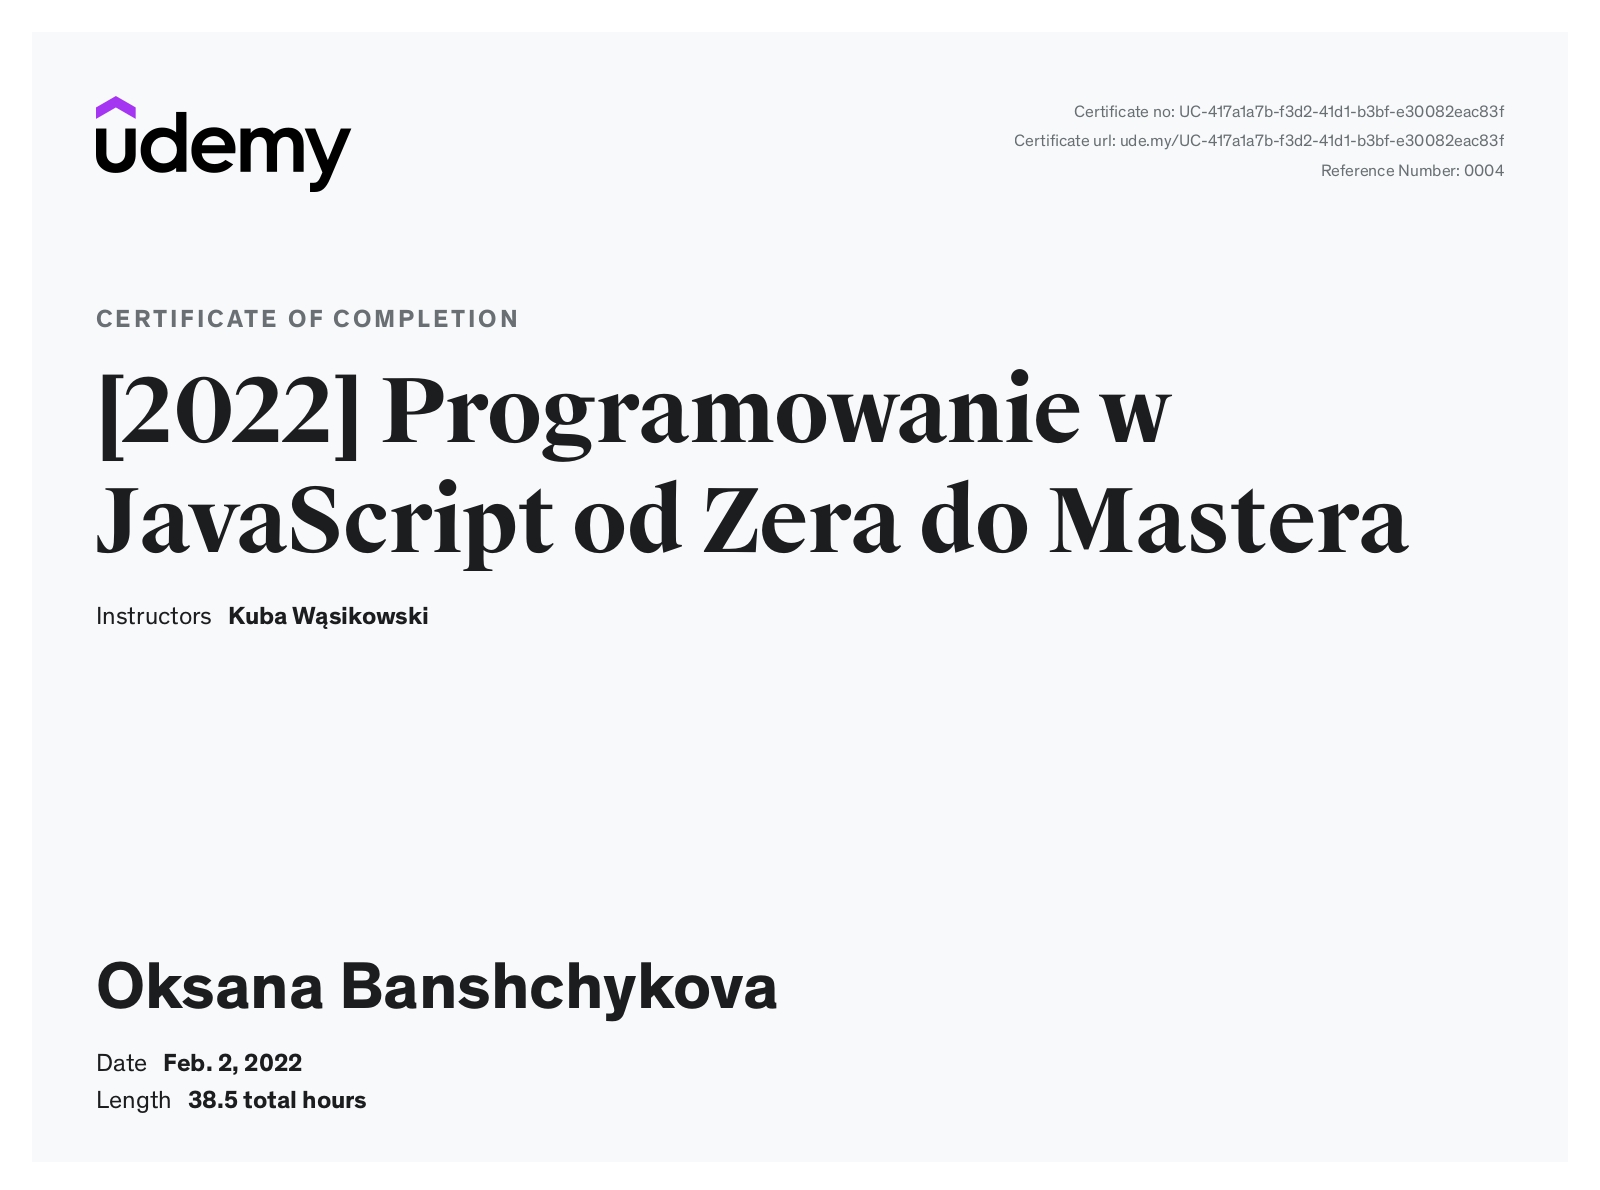 udemy
Certificate no: UC-417a1a7b-f3d2-41d1-b3bf-e30082eac83f
Certificate url: ude.my/UC-417a1a7b-f3d2-41d1-b3bf-e30082eac83f
Reference Number: 0004
CERTIFICATE OF COMPLETION
[2022] Programowanie w
JavaScript od Zera do Mastera
Instructors Kuba Wąsikowski
Oksana Banshchykova
Date Feb. 2, 2022
Length 38.5 total hours